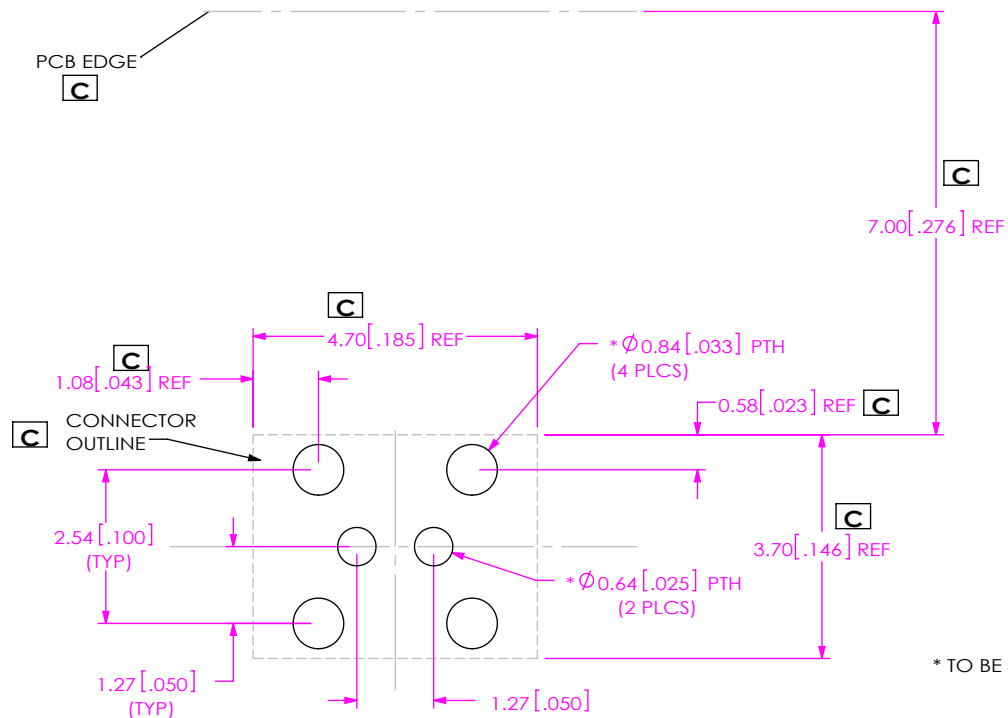 PCB EDGE
C
C
7.00[.276] REF
C
4.70[.185] REF
C
1.08[.043] REF
* Ø0.84[.033] PTH
(4 PLCS)
0.58[.023] REF C
C CONNECTOR
OUTLINE
2.54[.100]
(TYP)
C
3.70[.146] REF
* Ø0.64[.025] PTH
(2 PLCS)
1.27[.050]
(TYP)
1.27[.050]
* TO BE